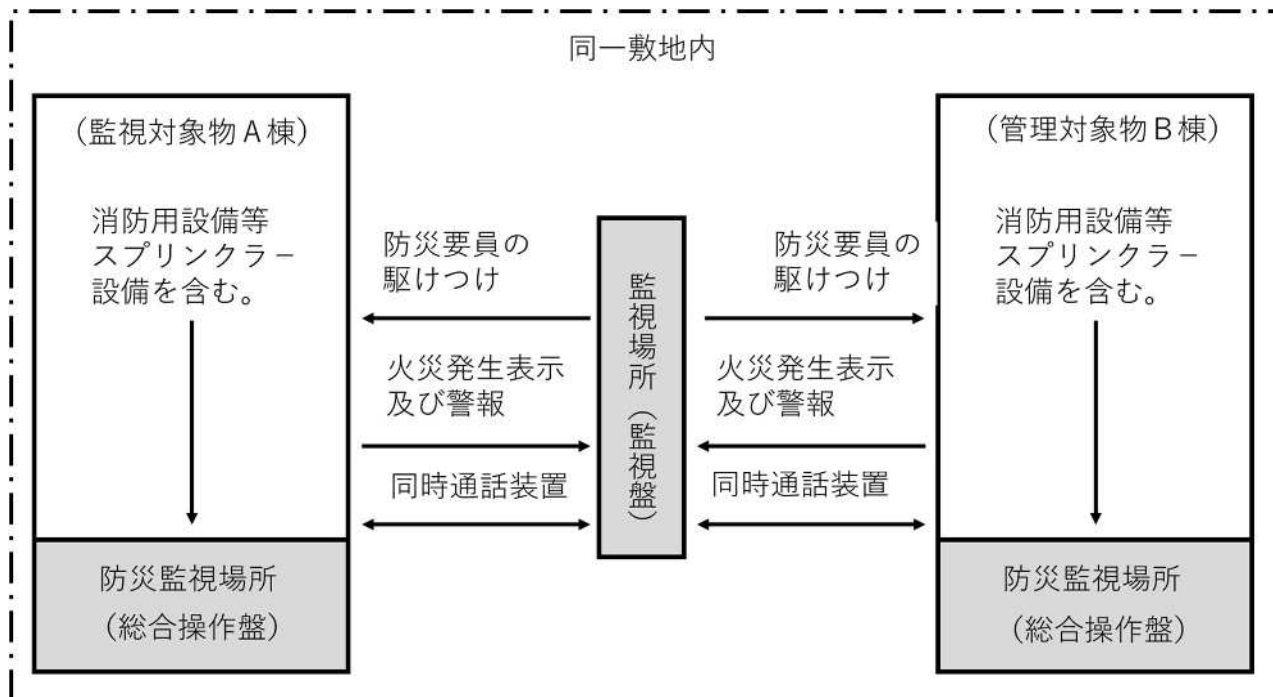 同一敷地内
（監視対象物A棟）
消防用設備等
スプリンクラ－
設備を含む。
防災監視場所
（総合操作盤）
防災要員の
駆けつけ
火災発生表示
及び警報
同時通話装置
監視場所（監視盤）
防災要員の
駆けつけ
火災発生表示
及び警報
同時通話装置
（管理対象物B棟）
消防用設備等
スプリンクラ－
設備を含む。
防災監視場所
（総合操作盤）